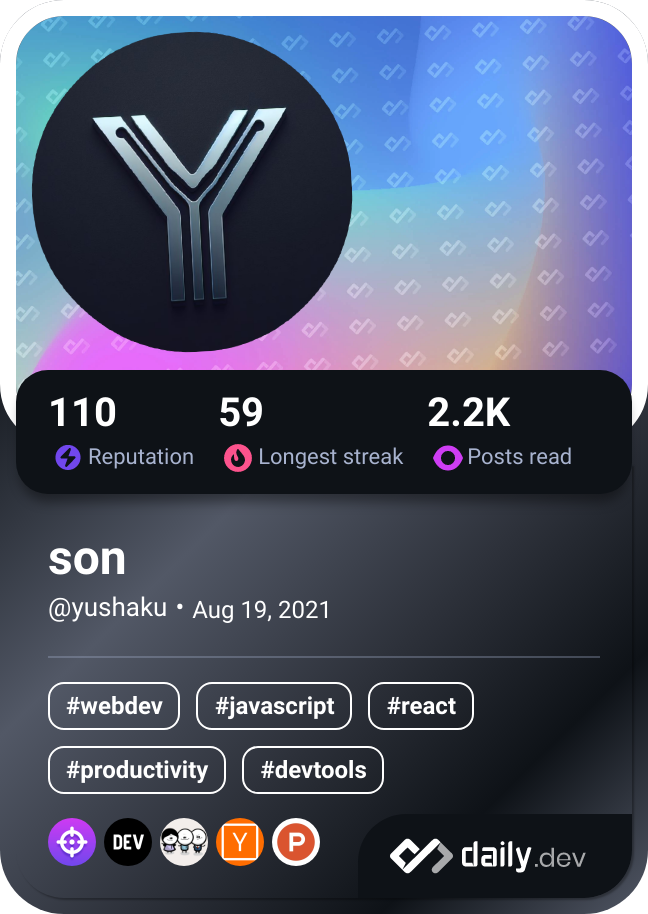 Y
110 59 2.2K
Reputation Longest streak Posts read
son
@yushaku • Aug 19, 2021
#webdev #javascript #react
#productivity #devtools
DEV Y P
daily.dev